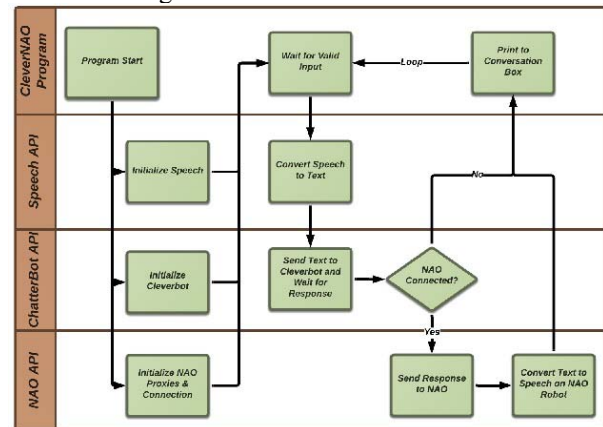 CleverNAO
Program
Program Start
Wait for Valid
Input
Loop
Print to
Conversation
Box
Speech API
Initialize Speech
Convert Speech
to Text
No
ChatterBot API
Initialize
Cleverbot
Send Text to
Cleverbot and
Wait for
Response
NAO
Connected?
Yes
NAO API
Initialize NAO
Proxies &
Connection
Send Response
to NAO
Convert Text to
Speech on NAO
Robot